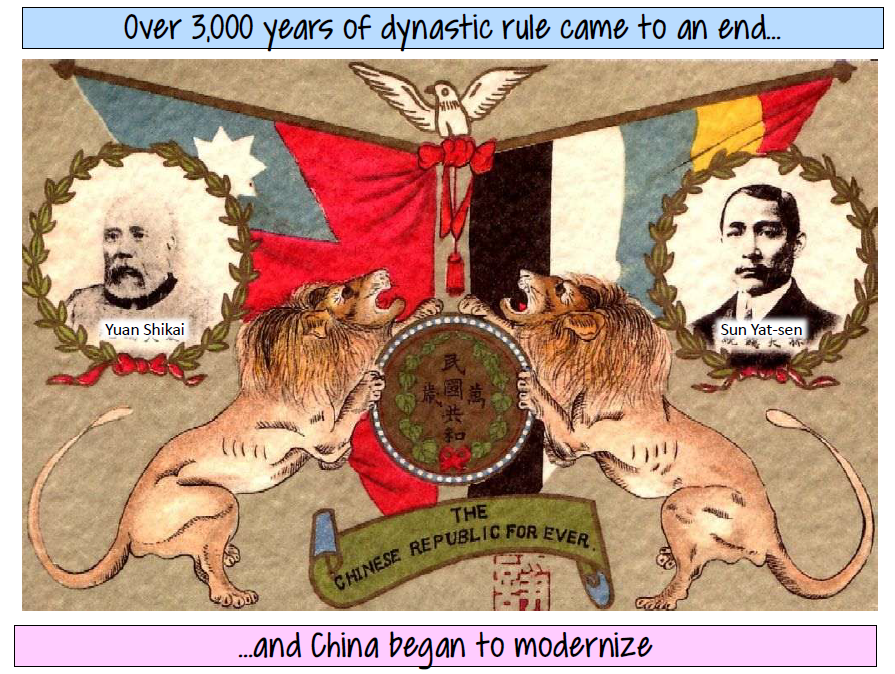 Over 3,000 years of dynastic rule came to an end...
Yuan Shikai
Sun Yat-sen
民國共和
萬歲
THE
CHINESE REPUBLIC FOR EVER.
...and China began to modernize